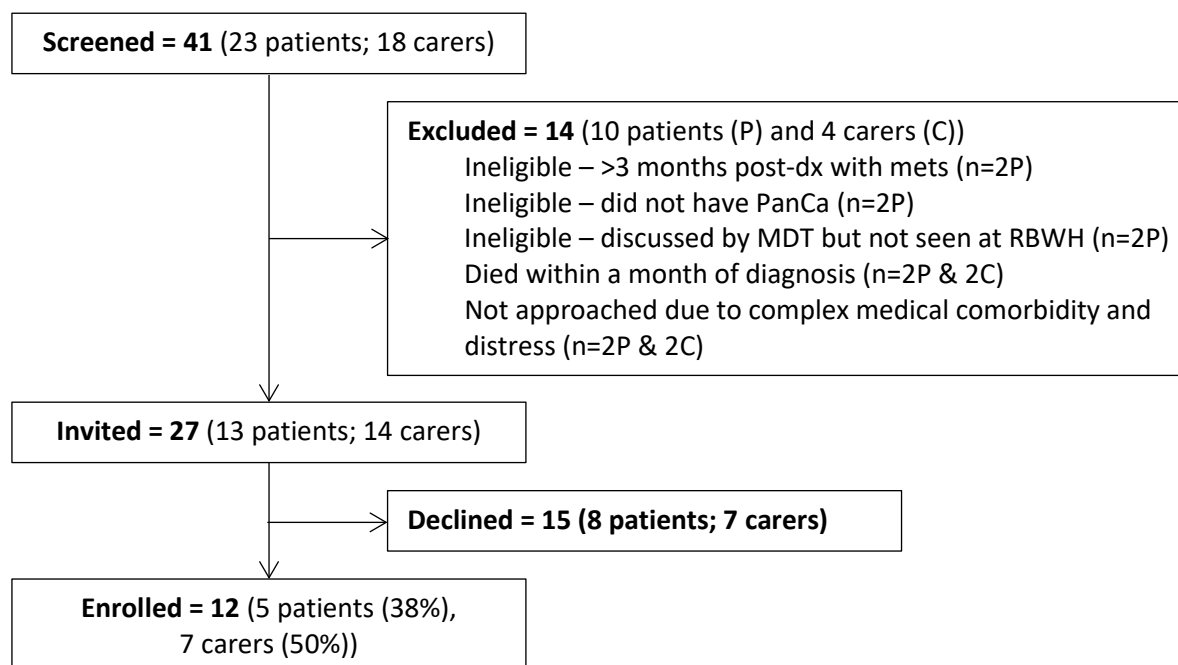 Screened = 41 (23 patients; 18 carers)
Excluded = 14 (10 patients (P) and 4 carers (C))
Ineligible – >3 months post-dx with mets (n=2P)
Ineligible – did not have PanCa (n=2P)
Ineligible – discussed by MDT but not seen at RBWH (n=2P)
Died within a month of diagnosis (n=2P & 2C)
Not approached due to complex medical comorbidity and
distress (n=2P & 2C)
Invited = 27 (13 patients; 14 carers)
Declined = 15 (8 patients; 7 carers)
Enrolled = 12 (5 patients (38%),
7 carers (50%))